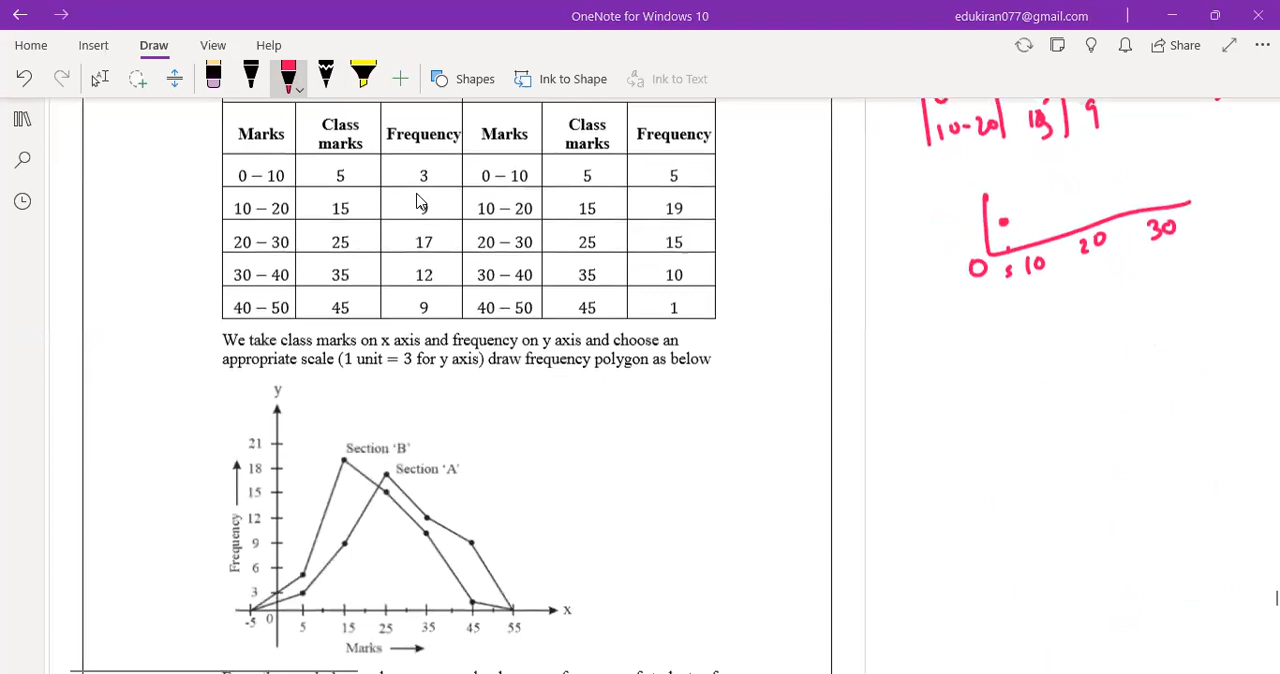 OneNote for Windows 10
edukiran077@gmail.com
Home Insert Draw View Help
Share
Shapes Ink to Shape Ink to Text
Marks Class marks Frequency Marks Class marks Frequency
0 – 10 5 3 0 – 10 5 5
10 – 20 15 9 10 – 20 15 19
20 – 30 25 17 20 – 30 25 15
30 – 40 35 12 30 – 40 35 10
40 – 50 45 9 40 – 50 45 1
We take class marks on x axis and frequency on y axis and choose an
appropriate scale (1 unit = 3 for y axis) draw frequency polygon as below
y
21
18
15
12
9
6
3
Frequency
Section 'B'
Section 'A'
-5 0 5 15 25 35 45 55 x
Marks
10-20 9
0 5 10 20 30